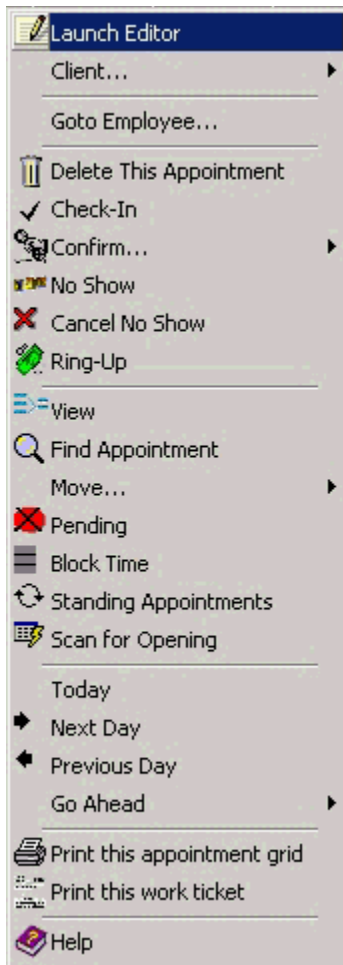 Launch Editor
Client...
Goto Employee...
Delete This Appointment
Check-In
Confirm...
No Show
Cancel No Show
Ring-Up
View
Find Appointment
Move...
Pending
Block Time
Standing Appointments
Scan for Opening
Today
Next Day
Previous Day
Go Ahead
Print this appointment grid
Print this work ticket
Help